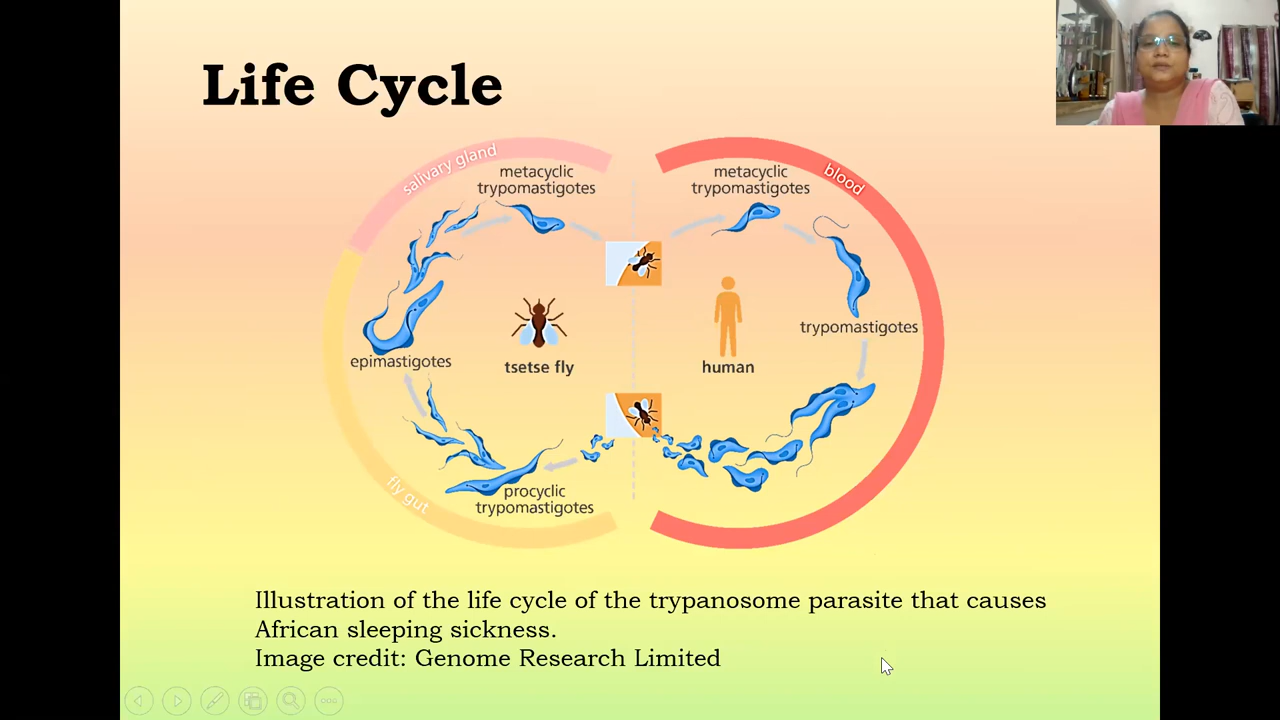 Life Cycle
salivary gland
metacyclic
trypomastigotes
metacyclic
trypomastigotes
blood
trypomastigotes
epimastigotes
tsetse fly
human
fly gut
procyclic
trypomastigotes
Illustration of the life cycle of the trypanosome parasite that causes
African sleeping sickness.
Image credit: Genome Research Limited